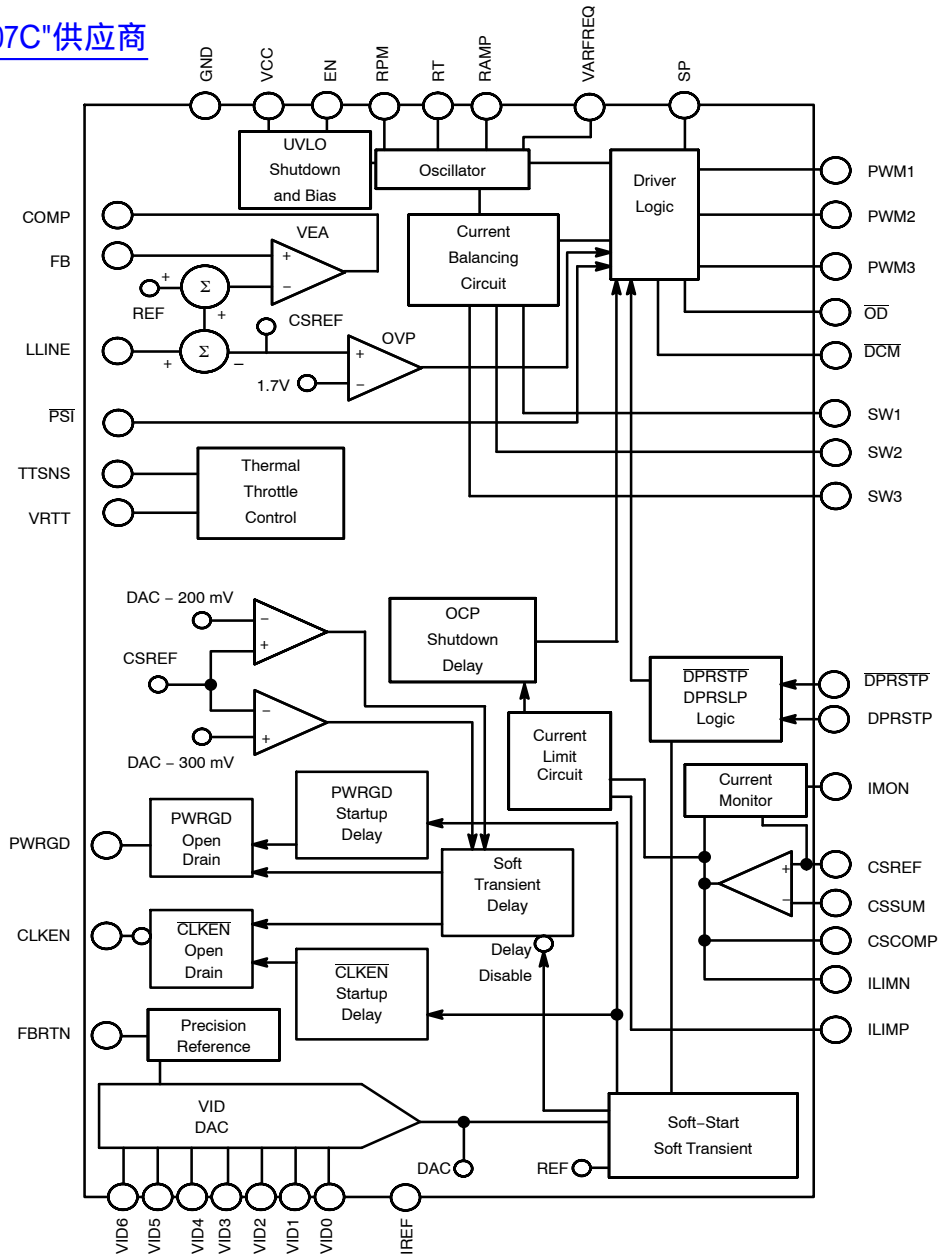 07C"供应商
GND
VCC
EN
RPM
RT
RAMP
VARFREQ
SP
UVLO
Shutdown
and Bias
Oscillator
Driver
Logic
PWM1
PWM2
PWM3
OD
DCM
SW1
SW2
SW3
COMP
FB
VEA
+
−
Σ
+
REF
+
Current
Balancing
Circuit
CSREF
OVP
LLINE
+
Σ
−
+
−
1.7V
PSI
TTSNS
VRTT
Thermal
Throttle
Control
DAC − 200 mV
−
+
CSREF
−
+
DAC − 300 mV
OCP
Shutdown
Delay
DPRSTP
DPRSLP
Logic
DPRSTP
DPRSTP
Current
Limit
Circuit
Current
Monitor
IMON
PWRGD
PWRGD
Open
Drain
PWRGD
Startup
Delay
Soft
Transient
Delay
+
−
CSREF
CSSUM
CSCOMP
ILIMN
ILIMP
CLKEN
CLKEN
Open
Drain
CLKEN
Startup
Delay
Delay
Disable
FBRTN
Precision
Reference
VID
DAC
DAC
REF
Soft−Start
Soft Transient
VID6
VID5
VID4
VID3
VID2
VID1
VID0
IREF